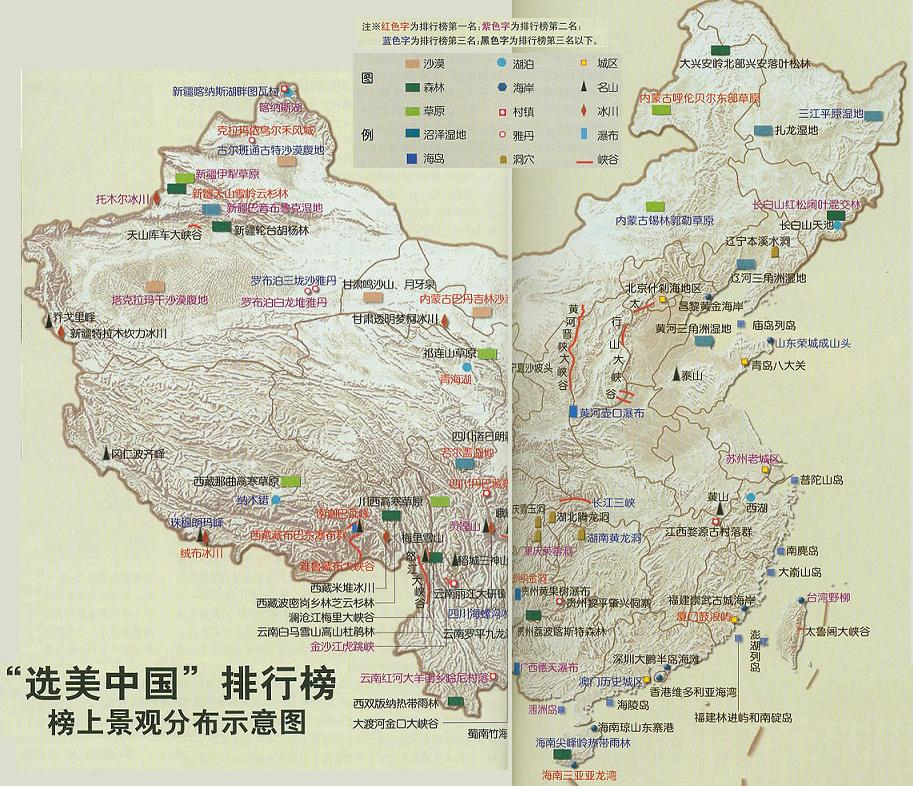 注※红色字为排行榜第一名;紫色字为排行榜第二名;
蓝色字为排行榜第三名;黑色字为排行榜第三名以下。
图例
沙漠
湖泊
城区
森林
海岸
名山
草原
村镇
冰川
沼泽湿地
雅丹
瀑布
海岛
洞穴
峡谷
大兴安岭北部兴安落叶松林
新疆喀纳斯湖畔图瓦村
喀纳斯湖
内蒙古呼伦贝尔东部草原
三江平原湿地
克拉玛依乌尔禾风城
扎龙湿地
古尔班通古特沙漠腹地
新疆伊犁草原
新疆天山雪岭云杉林
托木尔冰川
新疆巴音布鲁克湿地
长白山红松阔叶混交林
内蒙古锡林郭勒草原
长白山天池
天山库车大峡谷
新疆轮台胡杨林
辽宁本溪水洞
罗布泊三垅沙雅丹
甘肃鸣沙山、月牙泉
辽河三角洲湿地
塔克拉玛干沙漠腹地
罗布泊白龙堆雅丹
内蒙古巴丹吉林沙
北京什刹海地区
昌黎黄金海岸
乔戈里峰
甘肃透明梦柯冰川
黄河晋陕大峡谷
太行山大峡谷
黄河三角洲湿地
庙岛列岛
新疆特拉木坎力冰川
山东荣城成山头
祁连山草原
宁夏沙坡头
青岛八大关
青海湖
泰山
黄河壶口瀑布
冈仁波齐峰
苏州老城区
西藏那曲高寒草原
普陀山岛
纳木错
川西高寒草原
长江三峡
黄山
西湖
珠穆朗玛峰
湖北腾龙洞
江西婺源古村落群
西藏藏布巴东瀑布群
梅里雪山
湖南黄龙洞
绒布冰川
重庆芙蓉洞
南麂岛
雅鲁藏布大峡谷
怒江大峡谷
稻城三神山
大嵛山岛
西藏米堆冰川
贵州黄果树瀑布
西藏波密岗乡林芝云杉林
贵州黎平肇兴侗寨
福建崇武古城海岸
台湾野柳
澜沧江梅里大峡谷
厦门鼓浪屿
云南白马雪山高山杜鹃林
云南罗平九龙
贵州荔波喀斯特森林
澎湖列岛
太鲁阁大峡谷
金沙江虎跳峡
深圳大鹏半岛海滩
广西德天瀑布
澳门历史城区
香港维多利亚海湾
西双版纳热带雨林
涠洲岛
海陵岛
福建林进屿和南碇岛
大渡河金口大峡谷
海南琼山东寨港
蜀南竹海
海南尖峰岭热带雨林
海南三亚亚龙湾
“选美中国”排行榜
榜上景观分布示意图